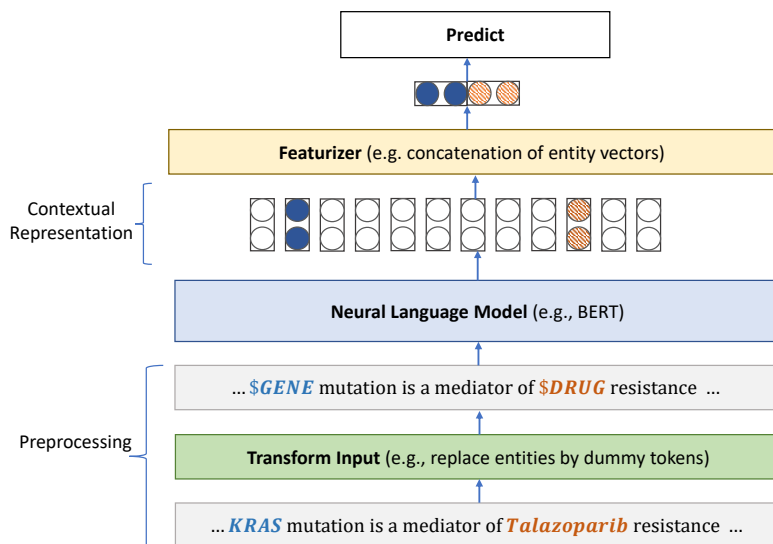 Predict
Featurizer (e.g. concatenation of entity vectors)
Contextual
Representation
Neural Language Model (e.g., BERT)
... $GENE mutation is a mediator of $DRUG resistance ...
Preprocessing
Transform Input (e.g., replace entities by dummy tokens)
... KRAS mutation is a mediator of Talazoparib resistance ...